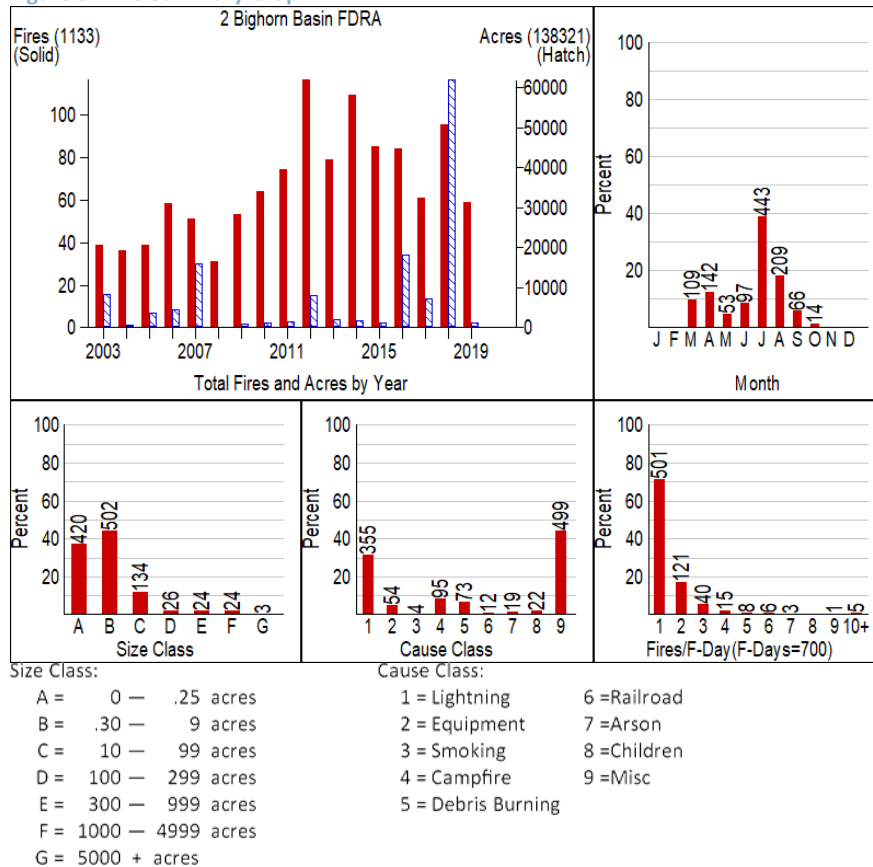 2 Bighorn Basin FDRA
Fires (1133)
(Solid)
Acres (138321)
(Hatch)
100
80
60
40
20
0
60000
50000
40000
30000
20000
10000
0
2003 2007 2011 2015 2019
Total Fires and Acres by Year
100
80
60
40
20
Percent
109 142 53 97 443 209 66 14
J F M A M J J A S O N D
Month
100
80
60
40
20
Percent
420 502 134 26 24 24 3
A B C D E F G
Size Class
100
80
60
40
20
Percent
355 54 4 95 73 12 19 22 499
1 2 3 4 5 6 7 8 9
Cause Class
100
80
60
40
20
Percent
501 121 40 15 8 6 3 1 5
1 2 3 4 5 6 7 8 9 10+
Fires/F-Day(F-Days=700)
Size Class:
A = 0 — .25 acres
B = .30 — 9 acres
C = 10 — 99 acres
D = 100 — 299 acres
E = 300 — 999 acres
F = 1000 — 4999 acres
G = 5000 + acres
Cause Class:
1 = Lightning
2 = Equipment
3 = Smoking
4 = Campfire
5 = Debris Burning
6 =Railroad
7 =Arson
8 =Children
9 =Misc